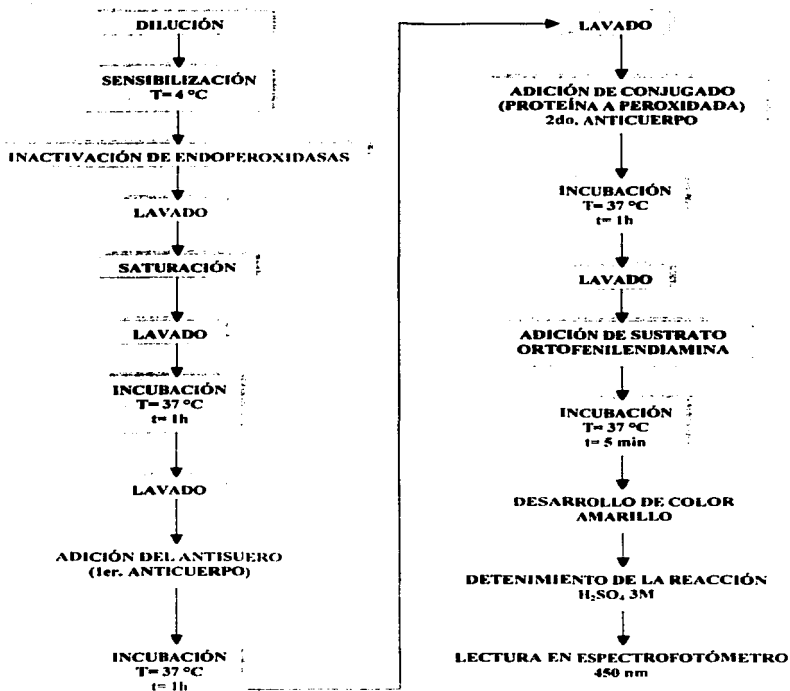 DILUCIÓN
SENSIBILIZACIÓN
T= 4 °C
INACTIVACIÓN DE ENDOPEROXIDASAS
LAVADO
SATURACIÓN
LAVADO
INCUBACIÓN
T= 37 °C
t= 1h
LAVADO
ADICIÓN DEL ANTISUERO
(1er. ANTICUERPO)
INCUBACIÓN
T= 37 °C
t= 1h
LAVADO
ADICIÓN DE CONJUGADO
(PROTEÍNA A PEROXIDADA)
2do. ANTICUERPO
INCUBACIÓN
T= 37 °C
t= 1h
LAVADO
ADICIÓN DE SUSTRATO
ORTOFENILENDIAMINA
INCUBACIÓN
T= 37 °C
t= 5 min
DESARROLLO DE COLOR
AMARILLO
DETENIMIENTO DE LA REACCIÓN
H₂SO₄ 3M
LECTURA EN ESPECTROFOTÓMETRO
450 nm